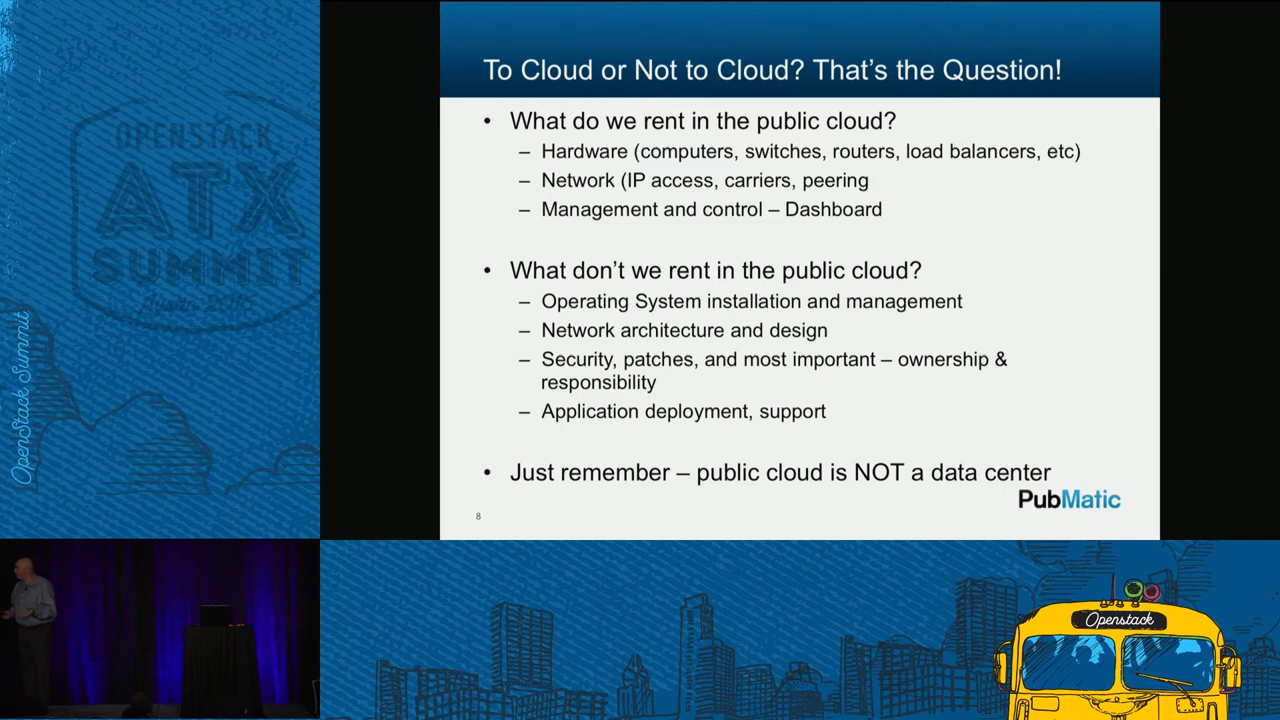 To Cloud or Not to Cloud? That’s the Question!
• What do we rent in the public cloud?
– Hardware (computers, switches, routers, load balancers, etc)
– Network (IP access, carriers, peering
– Management and control – Dashboard
• What don’t we rent in the public cloud?
– Operating System installation and management
– Network architecture and design
– Security, patches, and most important – ownership &
responsibility
– Application deployment, support
• Just remember – public cloud is NOT a data center
PubMatic
8
OPENSTACK
ATX
SUMMIT
Austin 2016
OpenStack Summit
Openstack